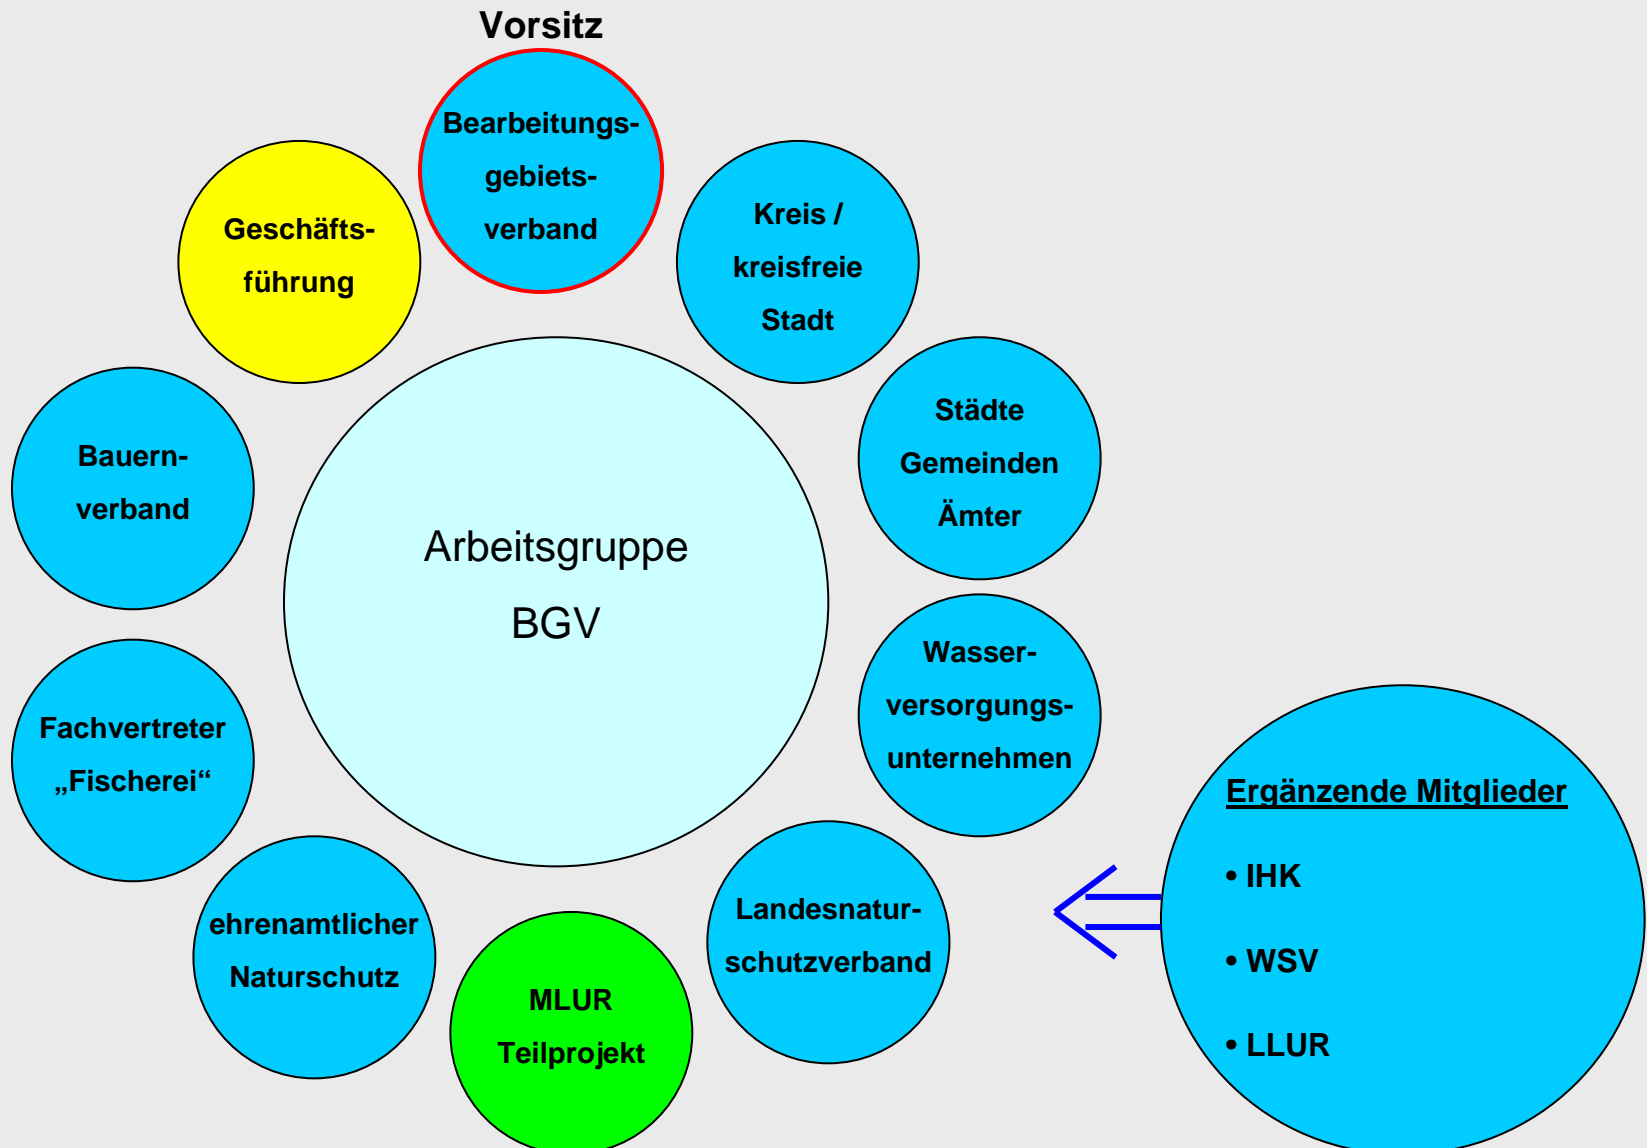 Vorsitz
Bearbeitungs-
gebiets-
verband
Geschäfts-
führung
Kreis /
kreisfreie
Stadt
Städte
Gemeinden
Ämter
Bauern-
verband
Arbeitsgruppe
BGV
Wasser-
versorgungs-
unternehmen
Fachvertreter
„Fischerei“
Ergänzende Mitglieder
• IHK
• WSV
• LLUR
ehrenamtlicher
Naturschutz
Landesnatur-
schutzverband
MLUR
Teilprojekt